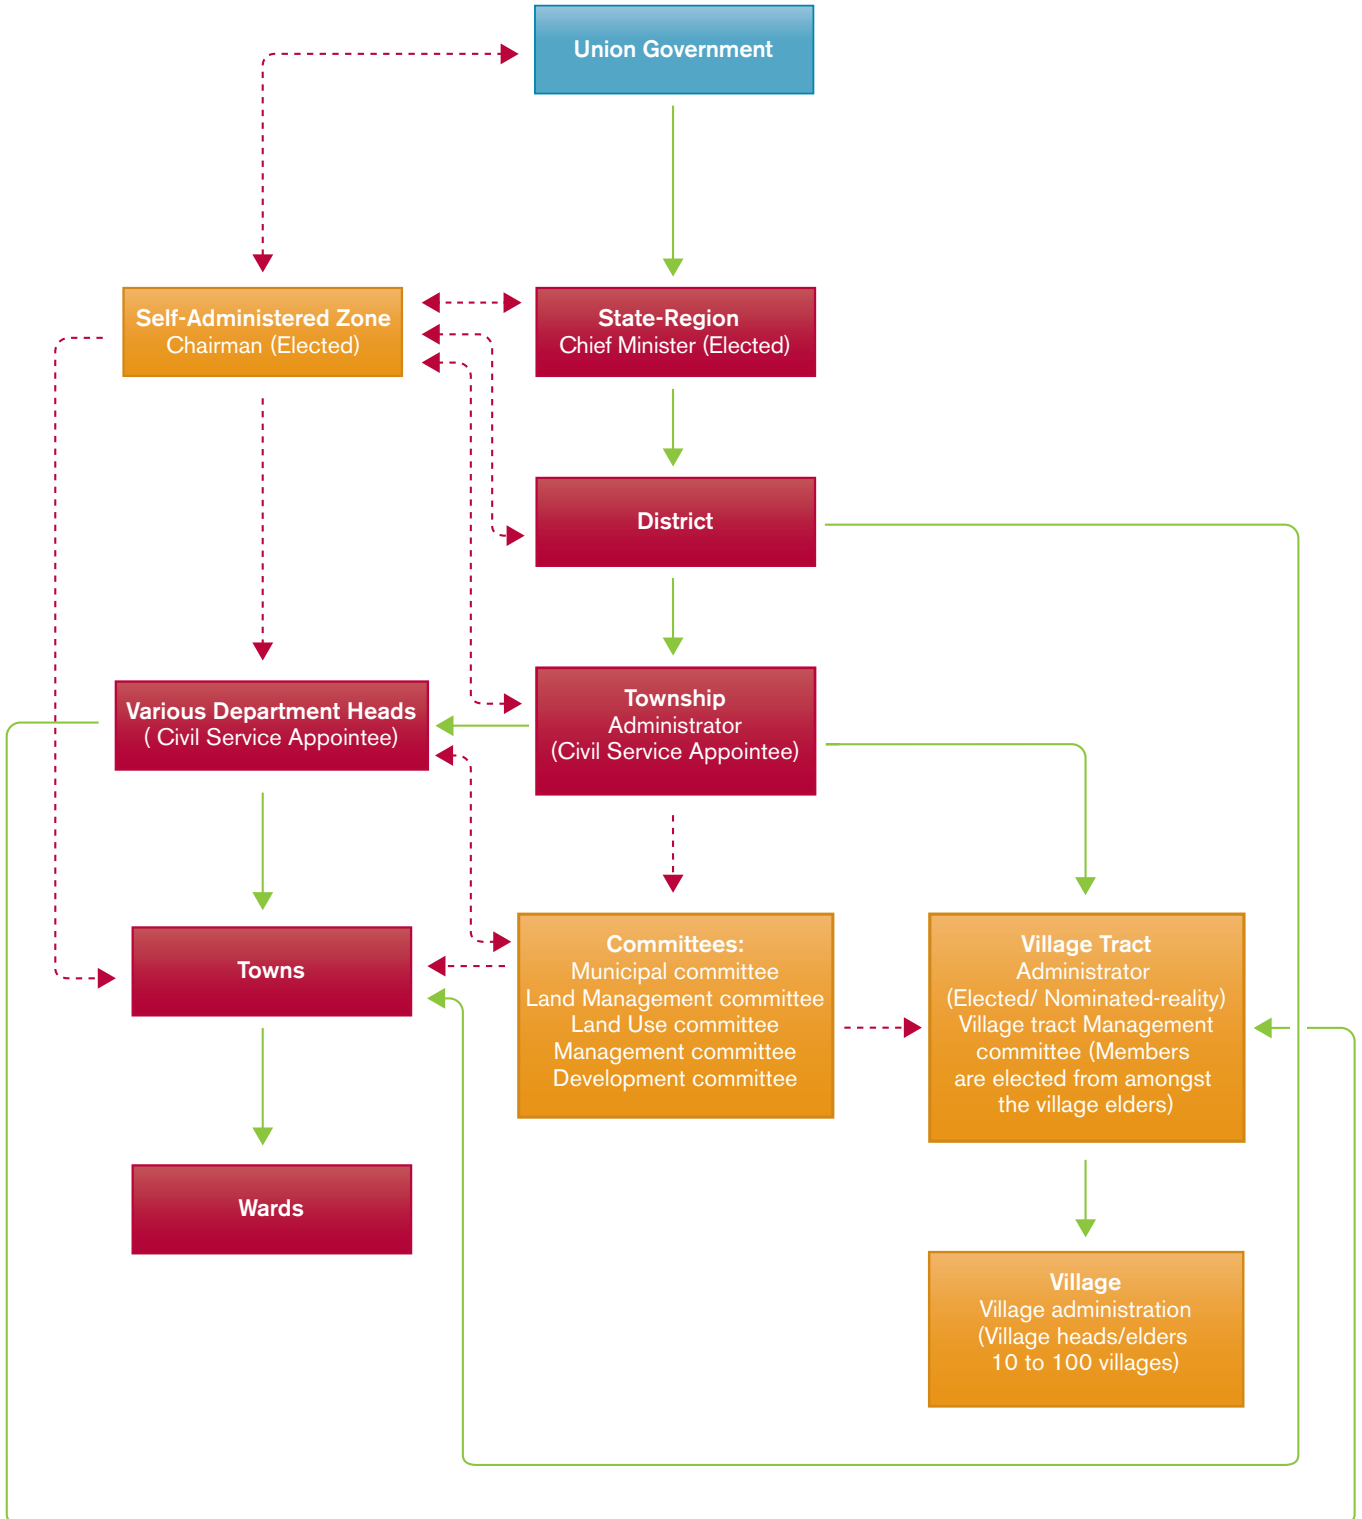 Union Government
Self-Administered Zone
Chairman (Elected)
State-Region
Chief Minister (Elected)
District
Various Department Heads
( Civil Service Appointee)
Township
Administrator
(Civil Service Appointee)
Towns
Committees:
Municipal committee
Land Management committee
Land Use committee
Management committee
Development committee
Village Tract
Administrator
(Elected/ Nominated-reality)
Village tract Management
committee (Members
are elected from amongst
the village elders)
Wards
Village
Village administration
(Village heads/elders
10 to 100 villages)